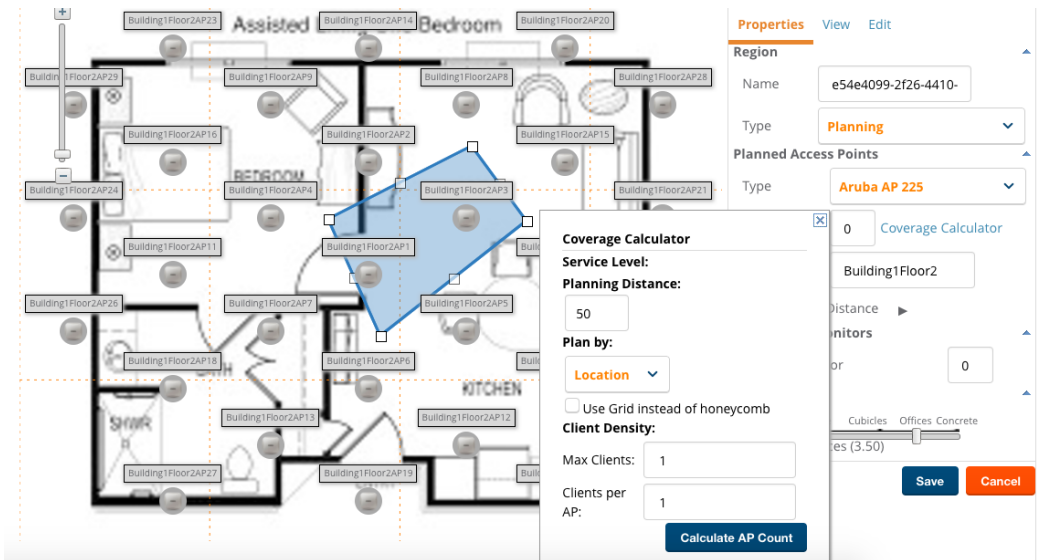 Building1Floor2AP23
Building1Floor2AP14
Building1Floor2AP20
Assisted
Bedroom
Building1Floor2AP29
Building1Floor2AP9
Building1Floor2AP8
Building1Floor2AP28
Building1Floor2AP16
Building1Floor2AP2
Building1Floor2AP15
BEDROOM
Building1Floor2AP24
Building1Floor2AP4
Building1Floor2AP3
Building1Floor2AP21
Building1Floor2AP11
Building1Floor2AP1
Building1Floor2AP26
Building1Floor2AP7
Building1Floor2AP5
Building1Floor2AP18
Building1Floor2AP6
KITCHEN
SHWR
Building1Floor2AP13
Building1Floor2AP12
Building1Floor2AP27
Building1Floor2AP19
Properties View Edit
Region
Name e54e4099-2f26-4410-
Type Planning
Planned Access Points
Type Aruba AP 225
0 Coverage Calculator
Building1Floor2
Distance
nitors
or 0
Cubicles Offices Concrete
ces (3.50)
Save Cancel
Coverage Calculator
Service Level:
Planning Distance:
50
Plan by:
Location
Use Grid instead of honeycomb
Client Density:
Max Clients: 1
Clients per
AP: 1
Calculate AP Count